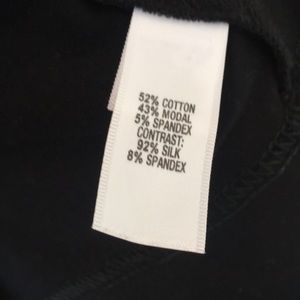 52% COTTON
43% MODAL
5% SPANDEX
CONTRAST:
92% SILK
8% SPANDEX